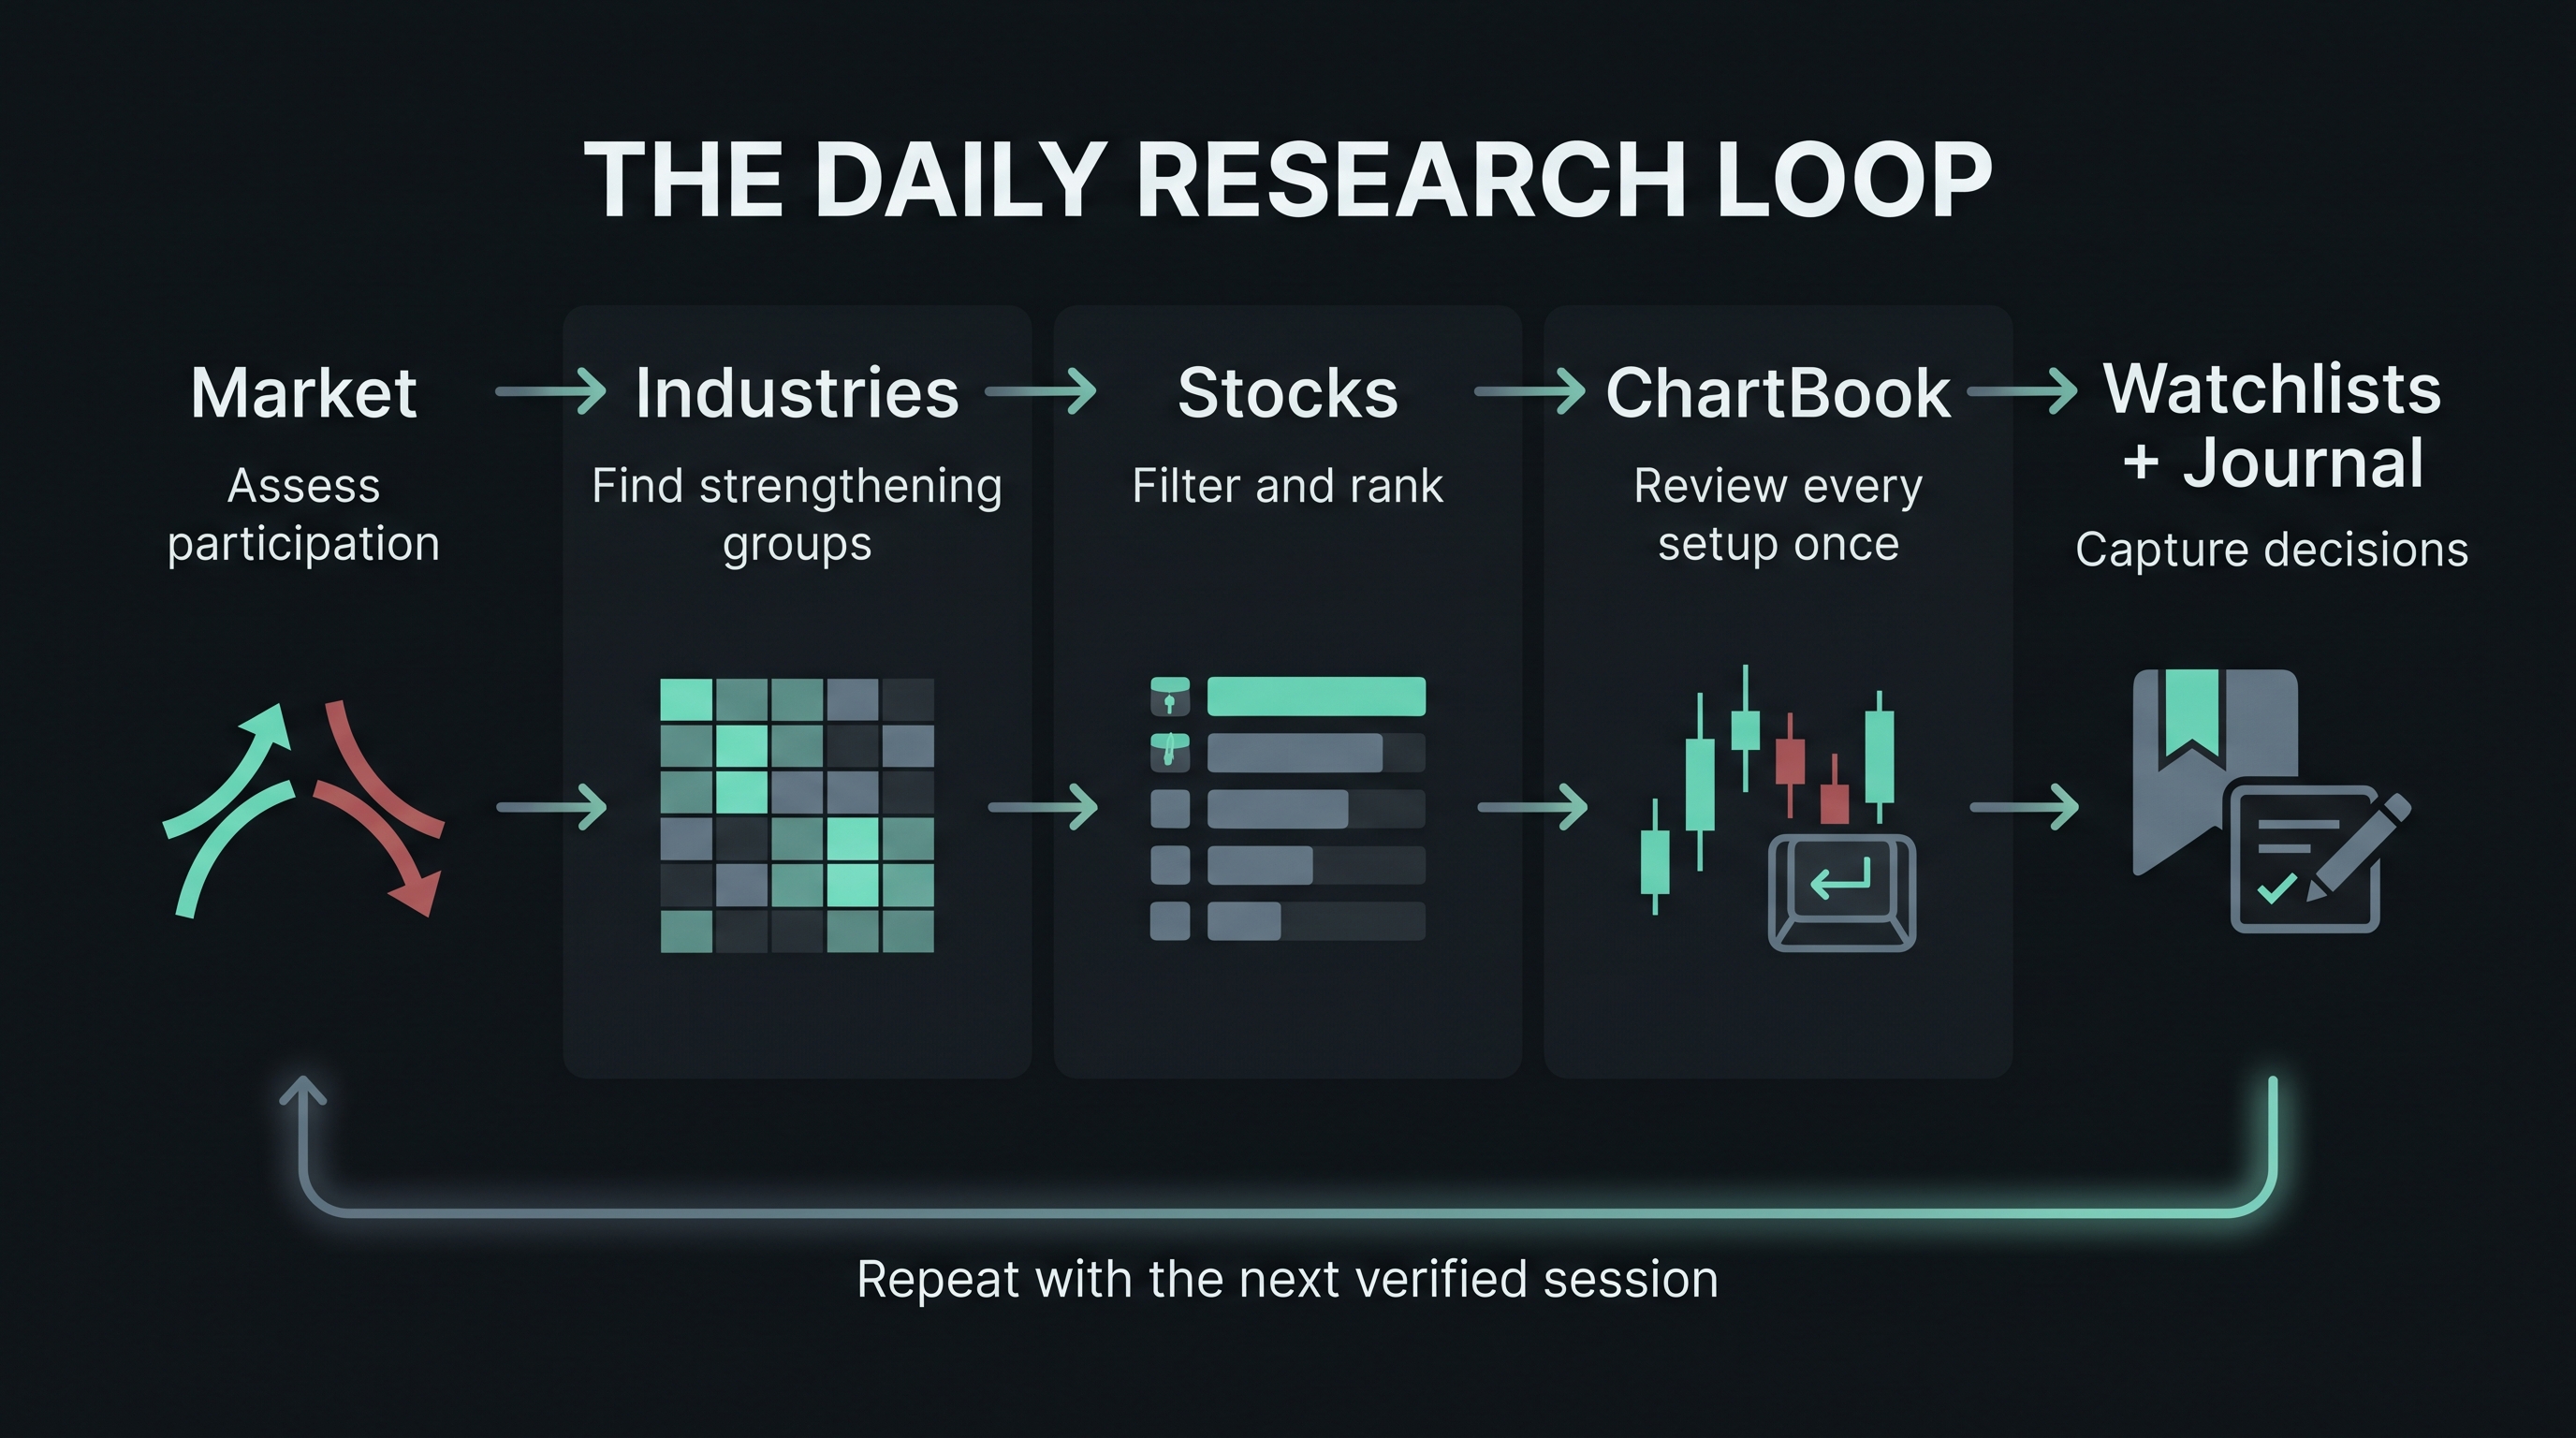 THE DAILY RESEARCH LOOP
Market
Assess
participation
Industries
Find strengthening
groups
Stocks
Filter and rank
ChartBook
Review every
setup once
Watchlists
+ Journal
Capture decisions
Repeat with the next verified session